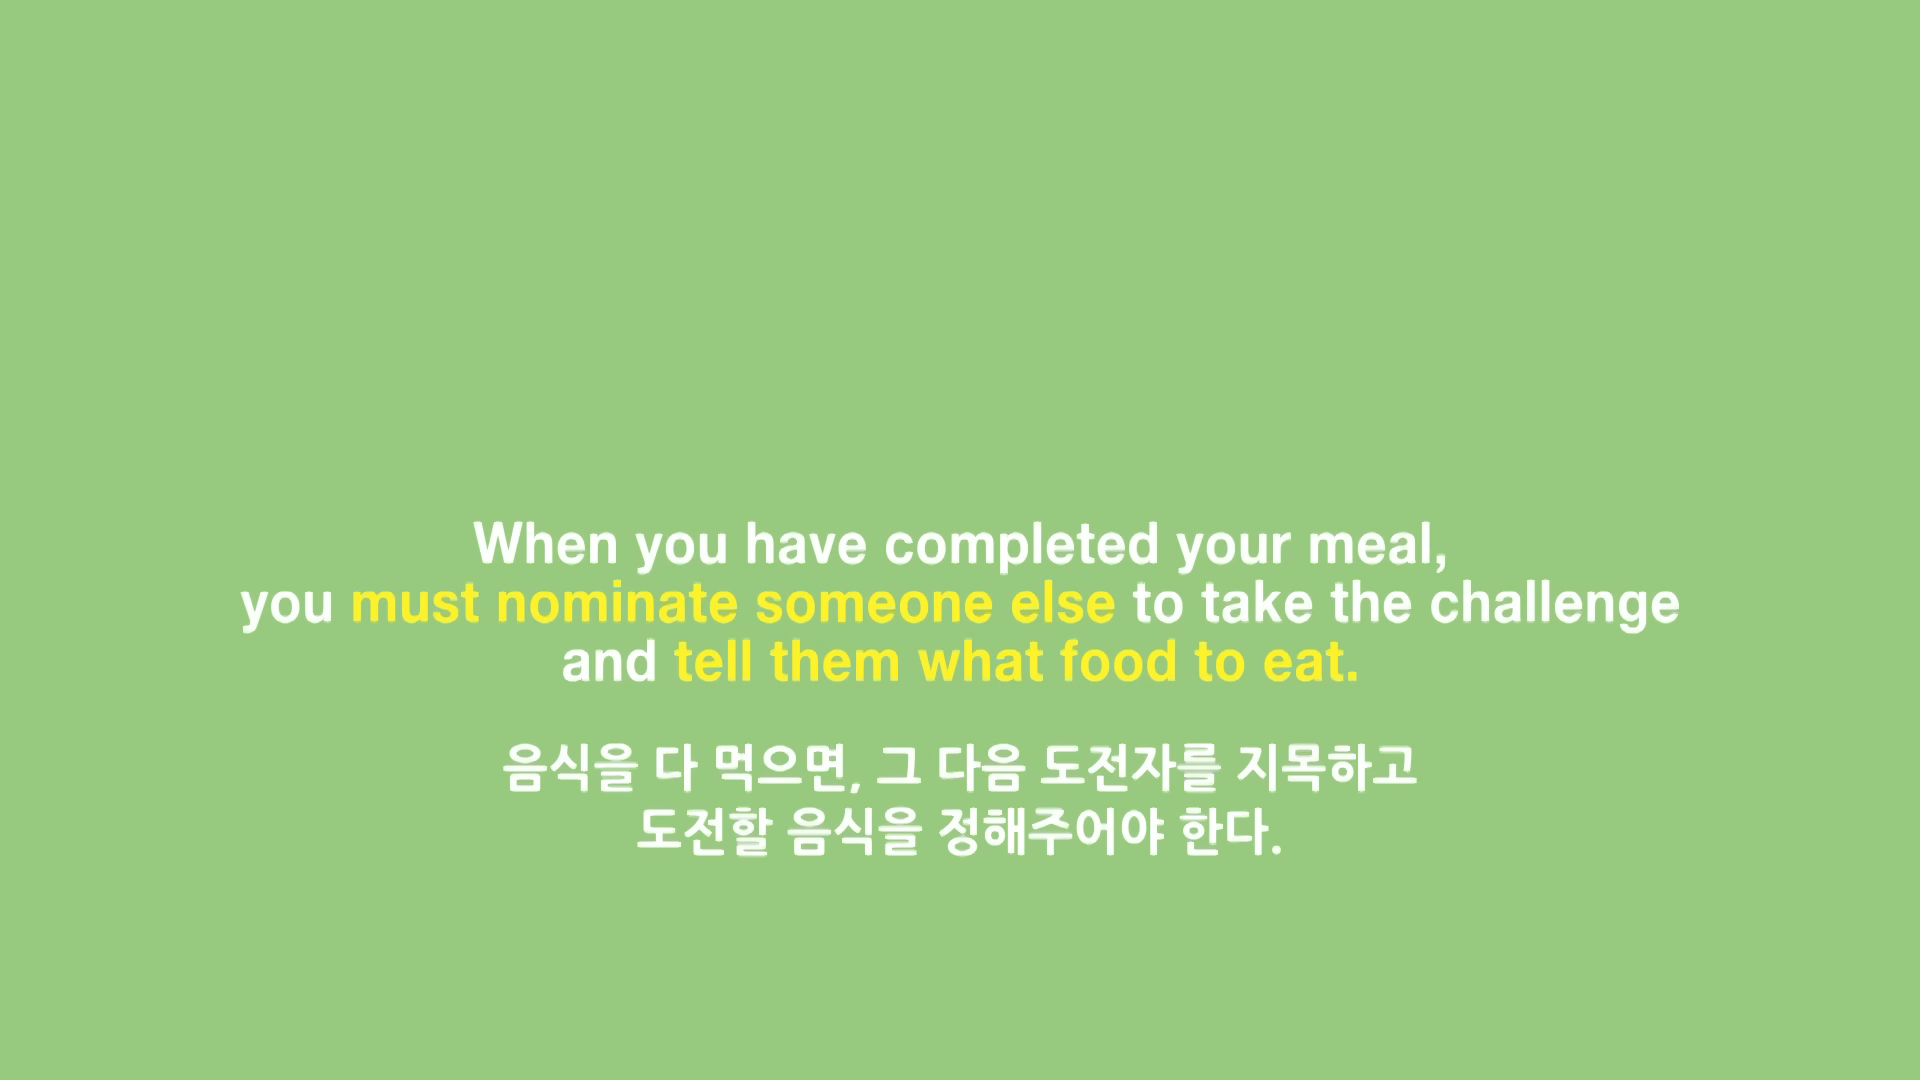 When you have completed your meal,
you must nominate someone else to take the challenge
and tell them what food to eat.
음식을 다 먹으면, 그 다음 도전자를 지목하고
도전할 음식을 정해주어야 한다.